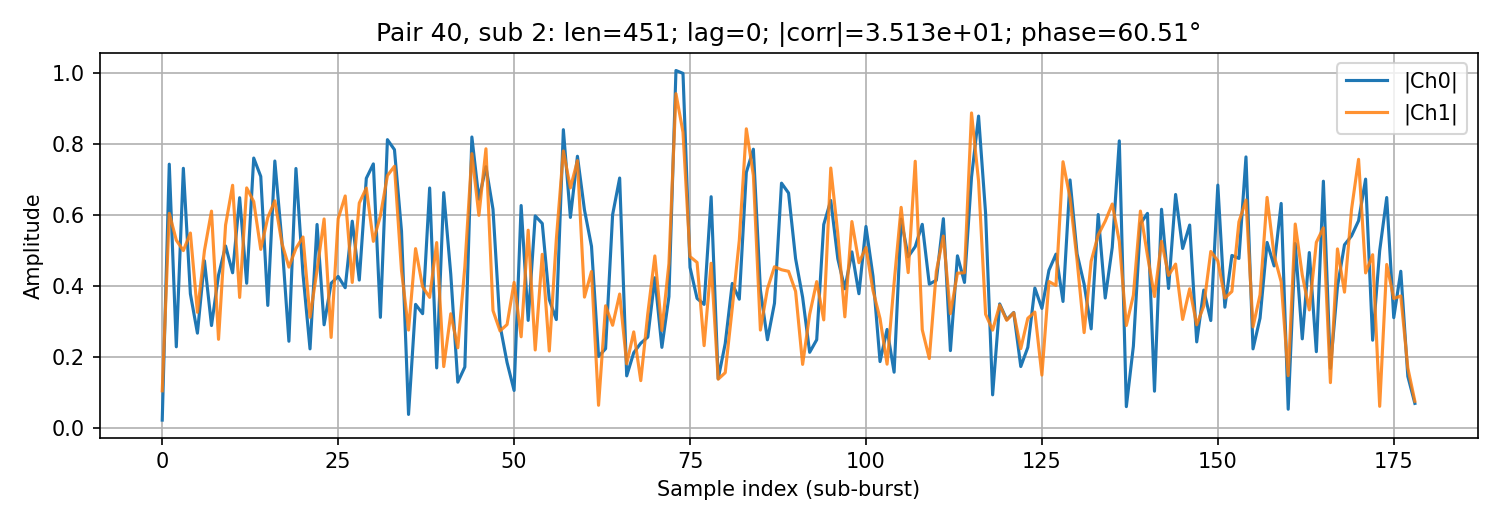 Pair 40, sub 2: len=451; lag=0; |corr|=3.513e+01; phase=60.51°
|Ch0|
|Ch1|
Amplitude
1.0
0.8
0.6
0.4
0.2
0.0
0 25 50 75 100 125 150 175
Sample index (sub-burst)